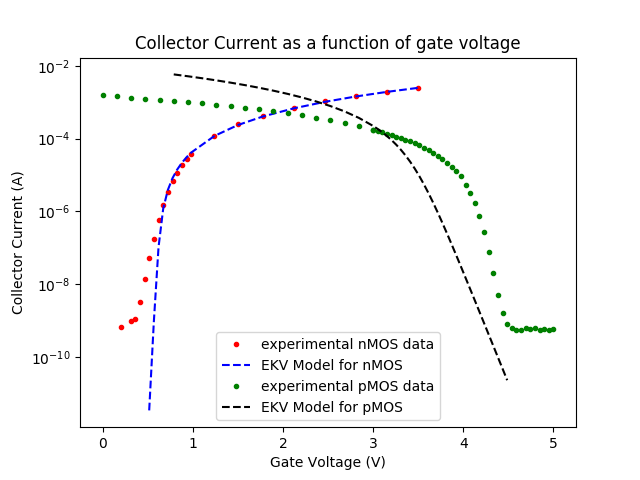 Collector Current as a function of gate voltage
Collector Current (A)
10⁻²
10⁻⁴
10⁻⁶
10⁻⁸
10⁻¹⁰
experimental nMOS data
EKV Model for nMOS
experimental pMOS data
EKV Model for pMOS
0 1 2 3 4 5
Gate Voltage (V)